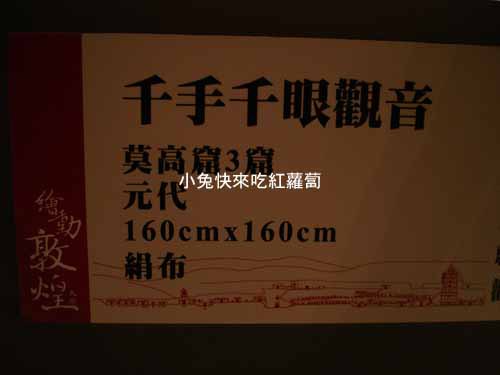 千手千眼觀音
莫高窟3窟
小兔快來吃紅蘿蔔
元代
160cmx160cm
絹布
繪動
敦煌